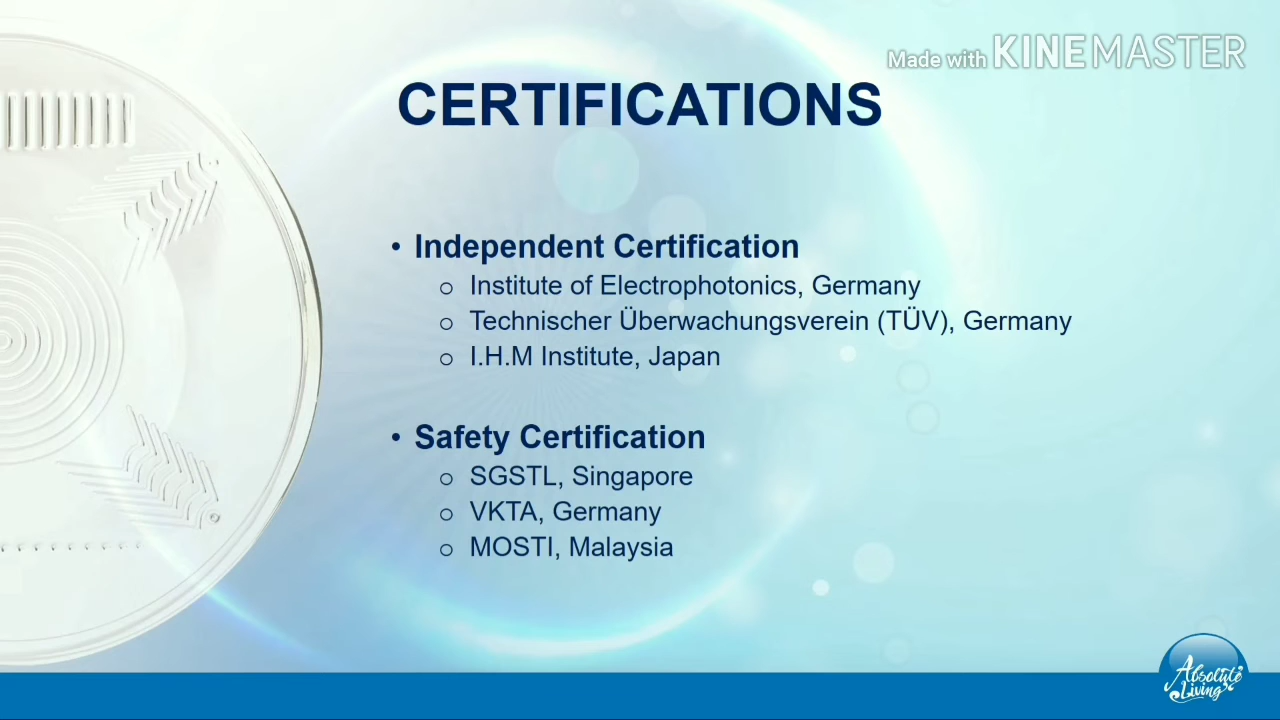 Made with KINEMASTER
CERTIFICATIONS
• Independent Certification
o Institute of Electrophotonics, Germany
o Technischer Überwachungsverein (TÜV), Germany
o I.H.M Institute, Japan
• Safety Certification
o SGSTL, Singapore
o VKTA, Germany
o MOSTI, Malaysia
Absolute
Living